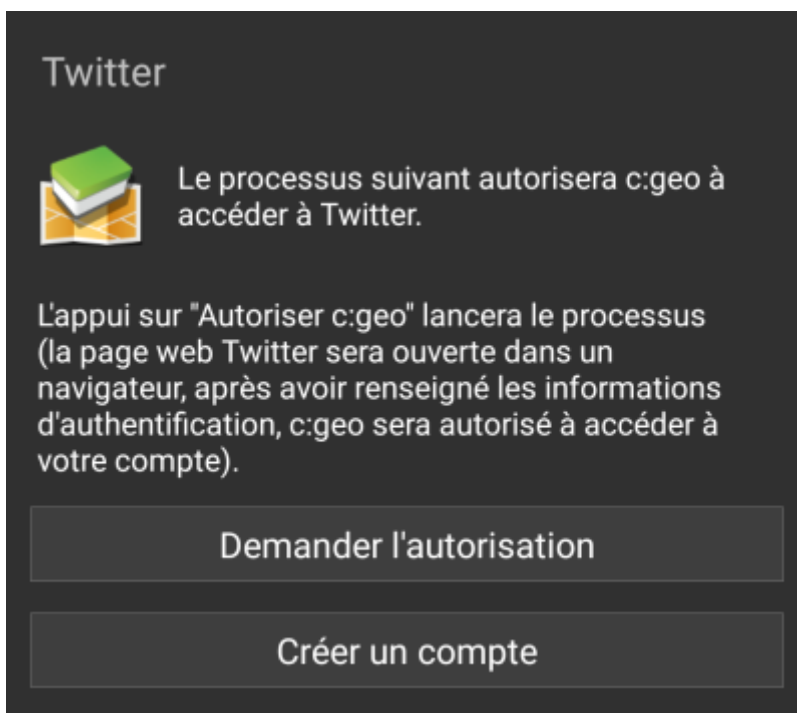 Twitter
Le processus suivant autorisera c:geo à
accéder à Twitter.
L'appui sur "Autoriser c:geo" lancera le processus
(la page web Twitter sera ouverte dans un
navigateur, après avoir renseigné les informations
d'authentification, c:geo sera autorisé à accéder à
votre compte).
Demander l'autorisation
Créer un compte